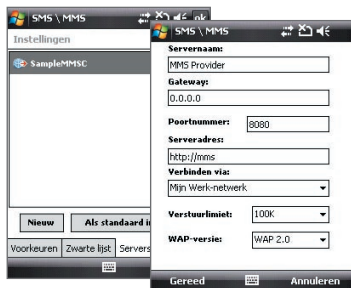 SMS \ MMS
ok
Instellingen
SampleMMSC
Nieuw
Als standaard
Voorkeuren
Zwarte lijst
Servers
SMS \ MMS
Servernaam:
MMS Provider
Gateway:
0.0.0.0
Poortnummer:
8080
Serveradres:
http://mms
Verbinden via:
Mijn Werk-netwerk
Verstuurlimiet:
100K
WAP-versie:
WAP 2.0
Gereed
Annuleren